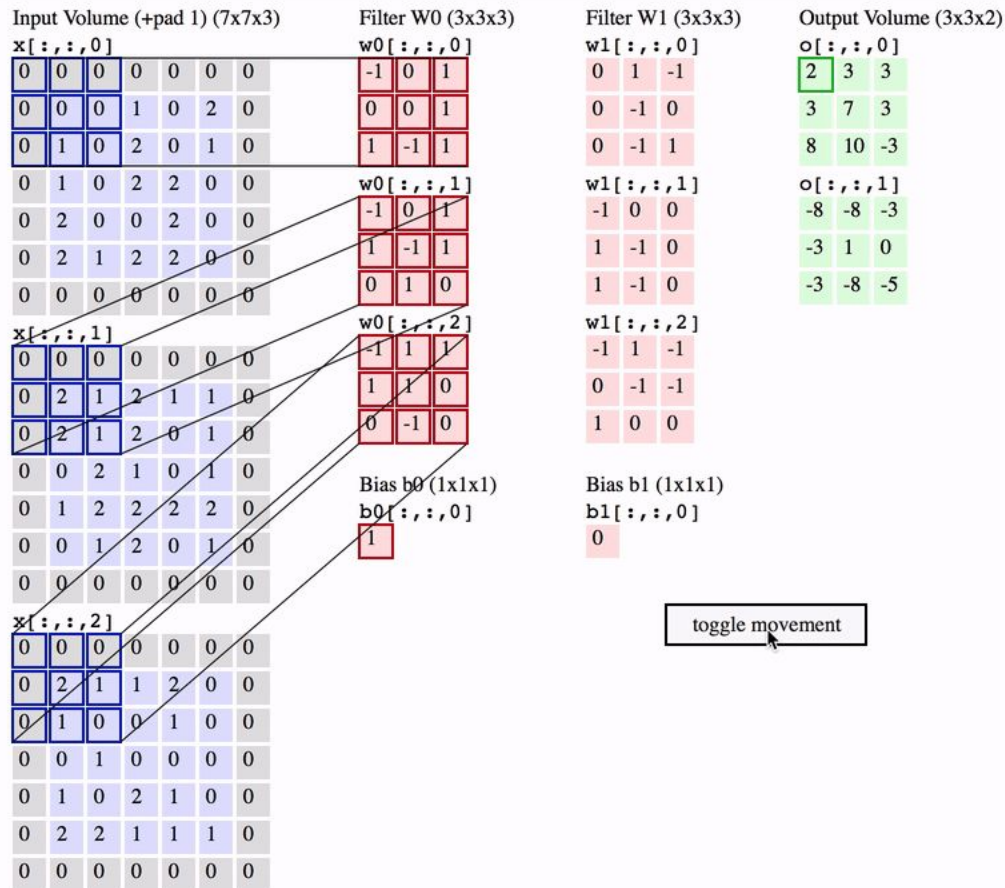 Input Volume (+pad 1) (7x7x3)
x[:,:,0]
0 0 0 0 0 0 0
0 0 0 1 0 2 0
0 1 0 2 0 1 0
0 1 0 2 2 0 0
0 2 0 0 2 0 0
0 2 1 2 2 0 0
0 0 0 0 0 0 0
x[:,:,1]
0 0 0 0 0 0 0
0 2 1 2 1 1 0
0 2 1 2 0 1 0
0 0 2 1 0 1 0
0 1 2 2 2 2 0
0 0 1 2 0 1 0
0 0 0 0 0 0 0
x[:,:,2]
0 0 0 0 0 0 0
0 2 1 1 2 0 0
0 1 0 0 1 0 0
0 0 1 0 0 0 0
0 1 0 2 1 0 0
0 2 2 1 1 1 0
0 0 0 0 0 0 0
Filter W0 (3x3x3)
w0[:,:,0]
-1 0 1
0 0 1
1 -1 1
w0[:,:,1]
-1 0 1
1 -1 1
0 1 0
w0[:,:,2]
-1 1 1
1 1 0
0 -1 0
Bias b0 (1x1x1)
b0[:,:,0]
1
Filter W1 (3x3x3)
w1[:,:,0]
0 1 -1
0 -1 0
0 -1 1
w1[:,:,1]
-1 0 0
1 -1 0
1 -1 0
w1[:,:,2]
-1 1 -1
0 -1 -1
1 0 0
Bias b1 (1x1x1)
b1[:,:,0]
0
Output Volume (3x3x2)
o[:,:,0]
2 3 3
3 7 3
8 10 -3
o[:,:,1]
-8 -8 -3
-3 1 0
-3 -8 -5
toggle movement